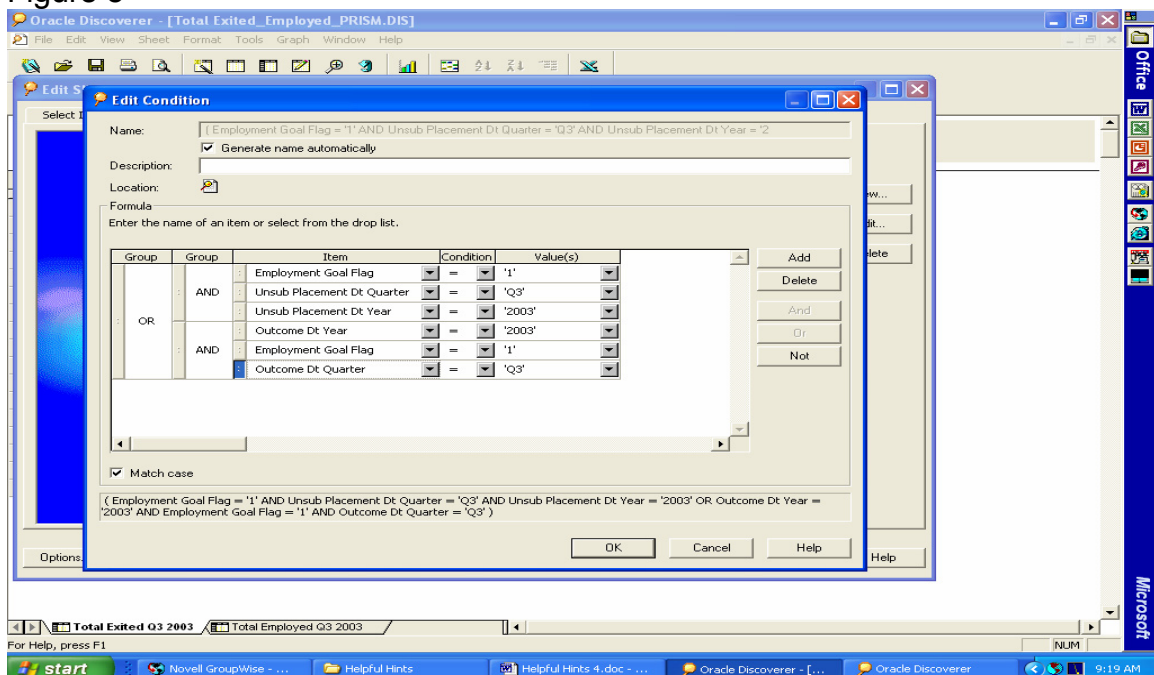 Oracle Discoverer - [Total Exited_Employed_PRISM.DIS]
File Edit View Sheet Format Tools Graph Window Help
Office
Edit S
Edit Condition
Select I
Name: ( Employment Goal Flag = '1' AND Unsub Placement Dt Quarter = 'Q3' AND Unsub Placement Dt Year = '2
Generate name automatically
Description:
Location:
Formula
Enter the name of an item or select from the drop list.
Group Group Item Condition Value(s)
OR AND Employment Goal Flag = '1'
Unsub Placement Dt Quarter = 'Q3'
Unsub Placement Dt Year = '2003'
AND Outcome Dt Year = '2003'
Employment Goal Flag = '1'
Outcome Dt Quarter = 'Q3'
Add
Delete
And
Or
Not
Match case
( Employment Goal Flag = '1' AND Unsub Placement Dt Quarter = 'Q3' AND Unsub Placement Dt Year = '2003' OR Outcome Dt Year =
'2003' AND Employment Goal Flag = '1' AND Outcome Dt Quarter = 'Q3' )
OK Cancel Help
w...
dit...
elete
Options.
Help
Microsoft
Total Exited Q3 2003 Total Employed Q3 2003
For Help, press F1
NUM
start Novell GroupWise - ... Helpful Hints Helpful Hints 4.doc - ... Oracle Discoverer - [... Oracle Discoverer 9:19 AM